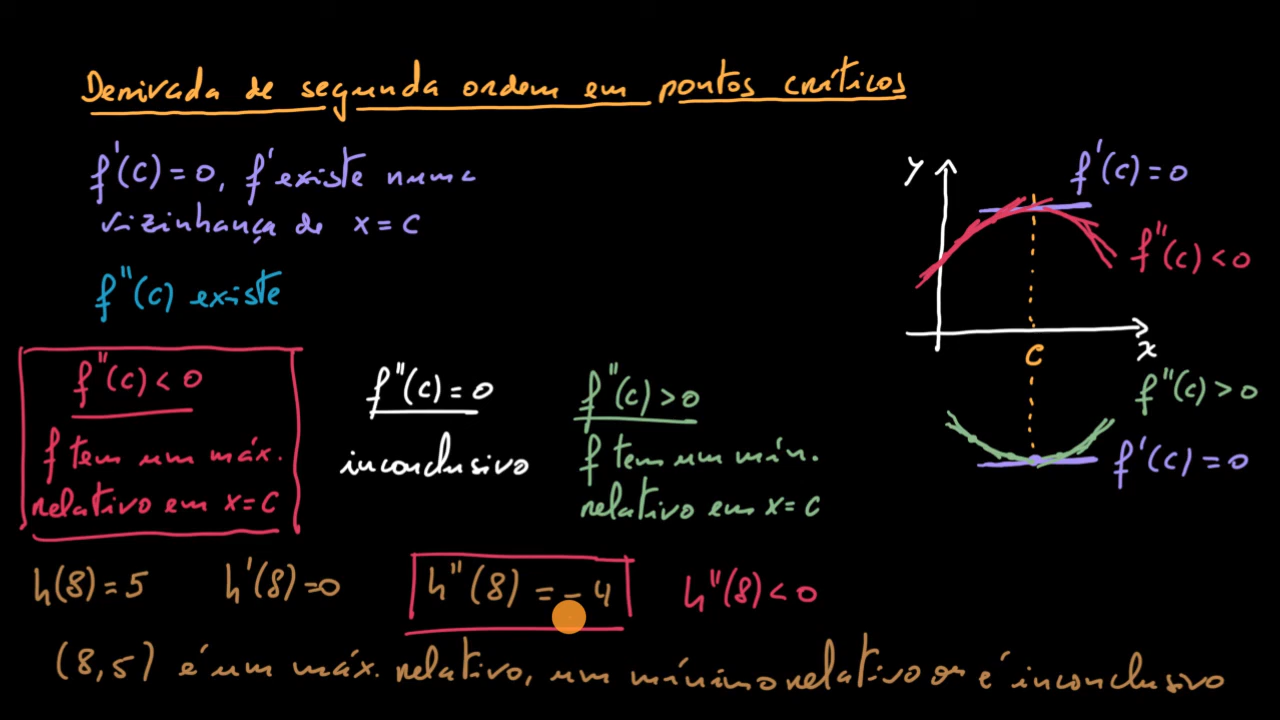 Derivada de segunda ordem em pontos críticos
f'(c) = 0, f' existe numa
vizinhança de x = c
f''(c) existe
y
f'(c) = 0
f''(c) < 0
c
x
f''(c) > 0
f'(c) = 0
f''(c) < 0
f tem um máx.
relativo em x = c
f''(c) = 0
inconclusivo
f''(c) > 0
f tem um mín.
relativo em x = c
h(8) = 5 h'(8) = 0 h''(8) = - 4 h''(8) < 0
(8,5) é um máx. relativo, um mínimo relativo ou é inconclusivo